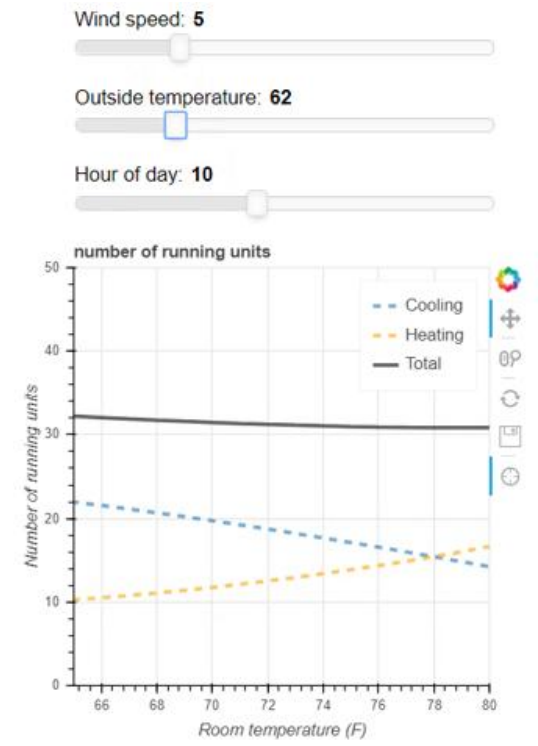 Wind speed: 5
Outside temperature: 62
Hour of day: 10
number of running units
50
40
30
20
10
0
Number of running units
Cooling
Heating
Total
66 68 70 72 74 76 78 80
Room temperature (F)